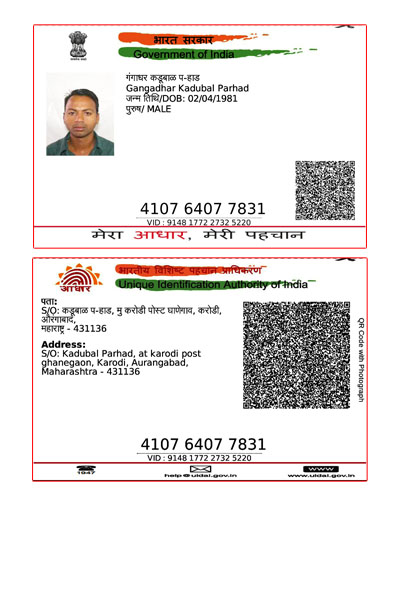 भारत सरकार
Government of India
गंगाधर कडूबाळ प-हाड
Gangadhar Kadubal Parhad
जन्म तिथि/DOB: 02/04/1981
पुरुष/ MALE
4107 6407 7831
VID : 9148 1772 2732 5220
मेरा आधार, मेरी पहचान
भारतीय विशिष्ट पहचान प्राधिकरण
Unique Identification Authority of India
आधार
पता:
S/O: कडूबाळ प-हाड, मु करोडी पोस्ट घाणेगाव, करोडी,
औरंगाबाद,
महाराष्ट्र - 431136
Address:
S/O: Kadubal Parhad, at karodi post
ghanegaon, Karodi, Aurangabad,
Maharashtra - 431136
QR Code with Photograph
4107 6407 7831
VID : 9148 1772 2732 5220
1947
help@uidai.gov.in
www
www.uidai.gov.in